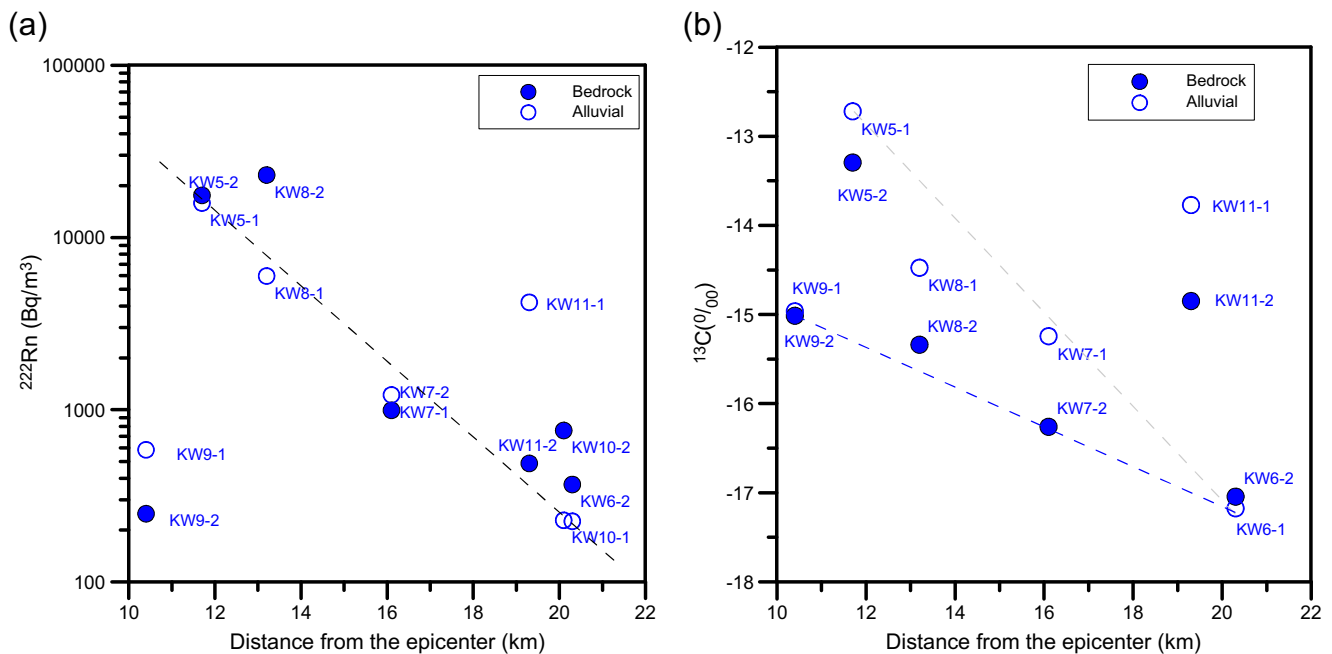 (a)
100000
10000
1000
100
²²²Rn (Bq/m³)
Bedrock
Alluvial
KW5-2
KW5-1
KW8-2
KW8-1
KW11-1
KW7-2
KW7-1
KW11-2
KW10-2
KW9-1
KW9-2
KW6-2
KW10-1
10 12 14 16 18 20 22
Distance from the epicenter (km)
(b)
-12
-13
-14
-15
-16
-17
-18
¹³C(⁰/₀₀)
Bedrock
Alluvial
KW5-1
KW5-2
KW11-1
KW8-1
KW9-1
KW11-2
KW8-2
KW9-2
KW7-1
KW7-2
KW6-2
KW6-1
10 12 14 16 18 20 22
Distance from the epicenter (km)